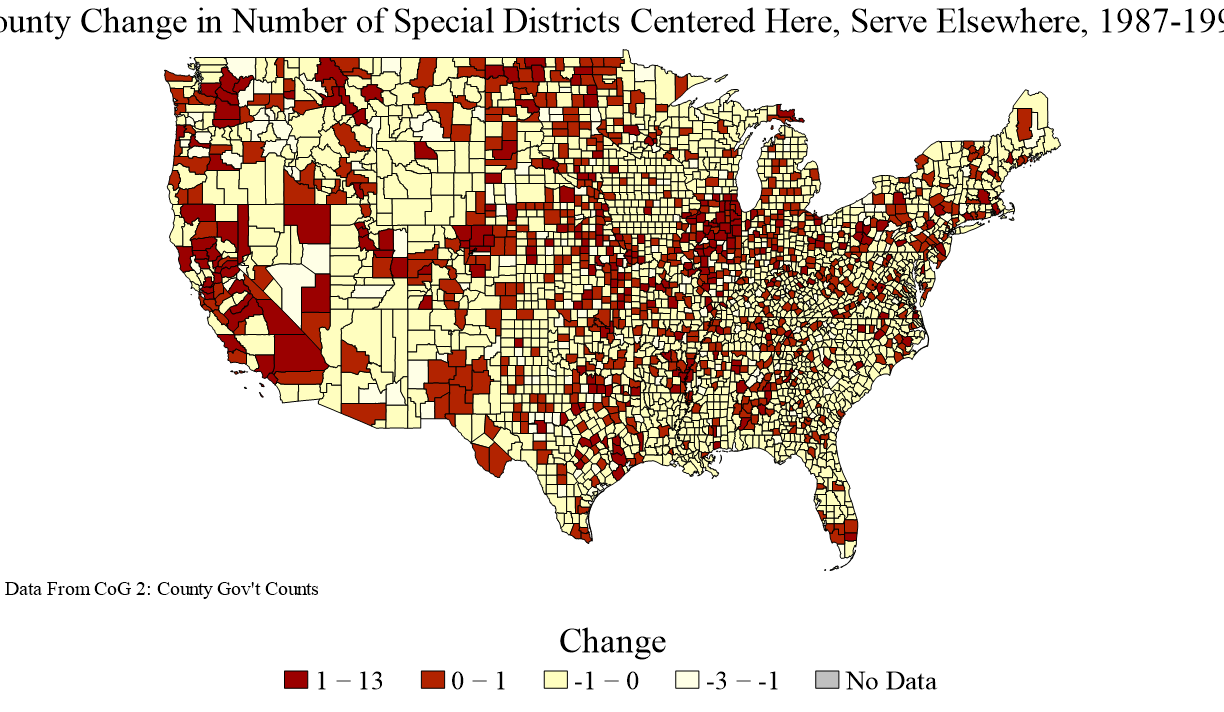 ounty Change in Number of Special Districts Centered Here, Serve Elsewhere, 1987-199
Data From CoG 2: County Gov't Counts
Change
1 − 13 0 − 1 -1 − 0 -3 − -1 No Data